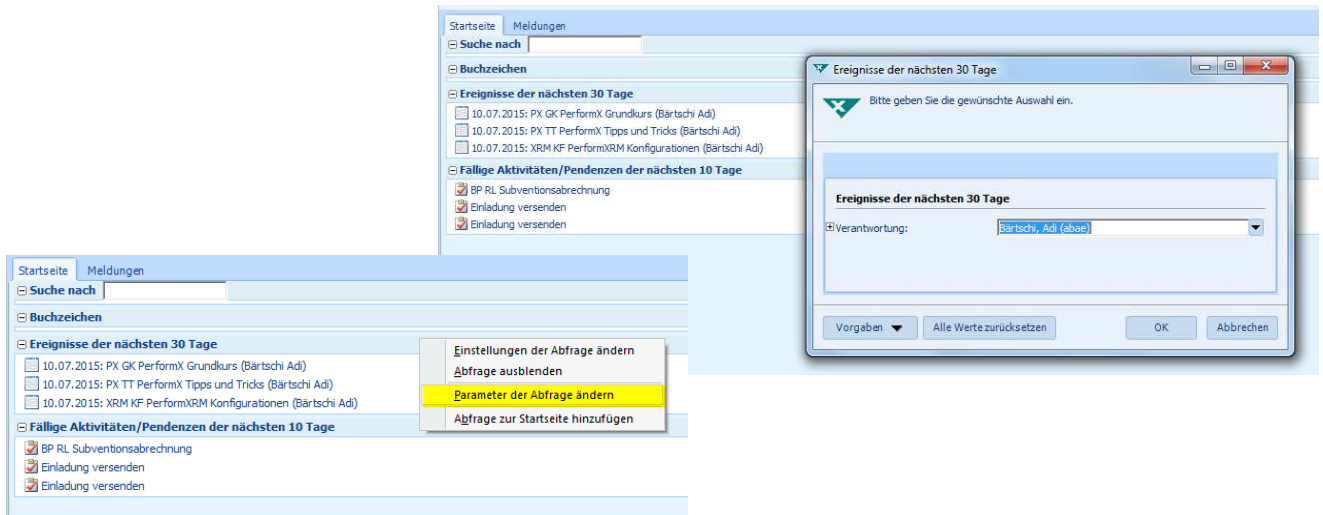 Startseite Meldungen
Suche nach
Buchzeichen
Ereignisse der nächsten 30 Tage
10.07.2015: PX GK PerformX Grundkurs (Bärtschi Adi)
10.07.2015: PX TT PerformX Tipps und Tricks (Bärtschi Adi)
10.07.2015: XRM KF PerformXRM Konfigurationen (Bärtschi Adi)
Fällige Aktivitäten/Pendenzen der nächsten 10 Tage
BP RL Subventionsabrechnung
Einladung versenden
Einladung versenden
Ereignisse der nächsten 30 Tage
Bitte geben Sie die gewünschte Auswahl ein.
Ereignisse der nächsten 30 Tage
Verantwortung: Bärtschi, Adi (abae)
Vorgaben Alle Werte zurücksetzen OK Abbrechen
Startseite Meldungen
Suche nach
Buchzeichen
Ereignisse der nächsten 30 Tage
10.07.2015: PX GK PerformX Grundkurs (Bärtschi Adi)
10.07.2015: PX TT PerformX Tipps und Tricks (Bärtschi Adi)
10.07.2015: XRM KF PerformXRM Konfigurationen (Bärtschi Adi)
Fällige Aktivitäten/Pendenzen der nächsten 10 Tage
BP RL Subventionsabrechnung
Einladung versenden
Einladung versenden
Einstellungen der Abfrage ändern
Abfrage ausblenden
Parameter der Abfrage ändern
Abfrage zur Startseite hinzufügen